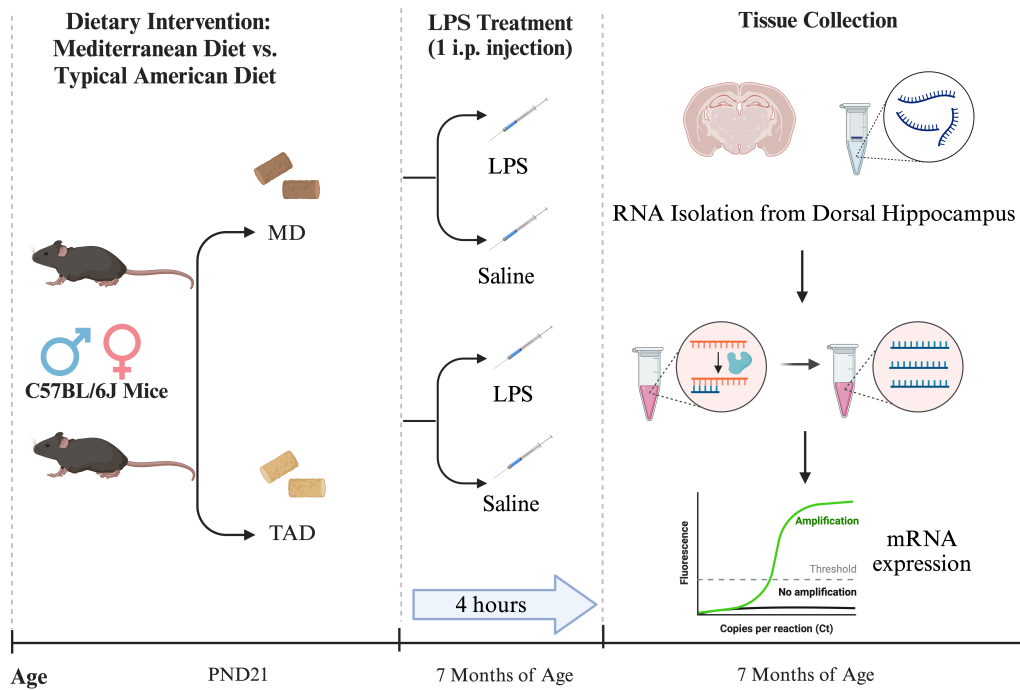 Dietary Intervention:
Mediterranean Diet vs.
Typical American Diet
MD
C57BL/6J Mice
TAD
LPS Treatment
(1 i.p. injection)
LPS
Saline
LPS
Saline
4 hours
Tissue Collection
RNA Isolation from Dorsal Hippocampus
Fluorescence
Amplification
Threshold
No amplification
Copies per reaction (Ct)
mRNA
expression
Age
PND21
7 Months of Age
7 Months of Age